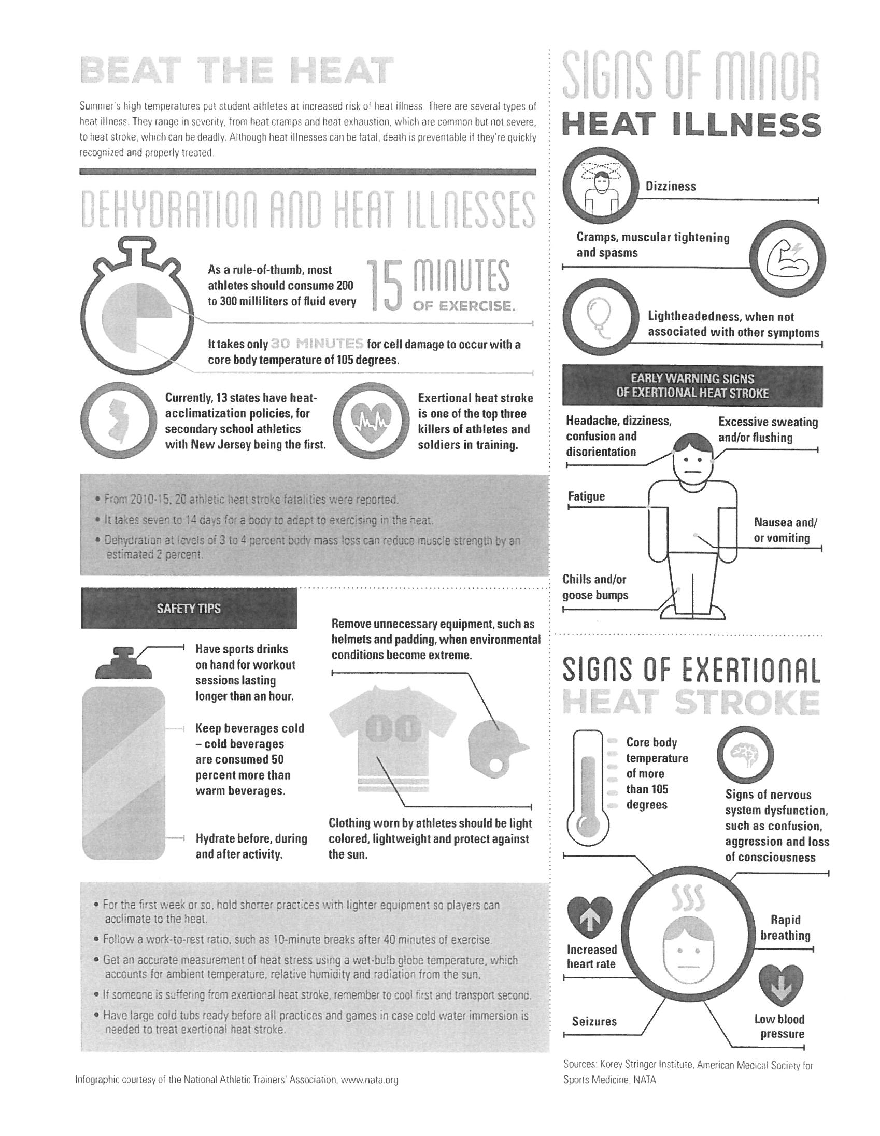 BEAT THE HEAT
Summer's high temperatures put student athletes at increased risk of heat illness. There are several types of
heat illness. They range in severity, from heat cramps and heat exhaustion, which are common but not severe,
to heat stroke, which can be deadly. Although heat illnesses can be fatal, death is preventable if they're quickly
recognized and properly treated.
DEHYDRATION AND HEAT ILLNESSES
As a rule-of-thumb, most
athletes should consume 200
to 300 milliliters of fluid every
15 MINUTES
OF EXERCISE.
It takes only 30 MINUTES for cell damage to occur with a
core body temperature of 105 degrees.
Currently, 13 states have heat-
acclimatization policies, for
secondary school athletics
with New Jersey being the first.
Exertional heat stroke
is one of the top three
killers of athletes and
soldiers in training.
• From 2010-15, 20 athletic heat stroke fatalities were reported.
• It takes seven to 14 days for a body to adapt to exercising in the heat.
• Dehydration at levels of 3 to 4 percent body mass loss can reduce muscle strength by an
estimated 2 percent.
SAFETY TIPS
Have sports drinks
on hand for workout
sessions lasting
longer than an hour.
Keep beverages cold
– cold beverages
are consumed 50
percent more than
warm beverages.
Hydrate before, during
and after activity.
Remove unnecessary equipment, such as
helmets and padding, when environmental
conditions become extreme.
00
Clothing worn by athletes should be light
colored, lightweight and protect against
the sun.
• For the first week or so, hold shorter practices with lighter equipment so players can
acclimate to the heat.
• Follow a work-to-rest ratio, such as 10-minute breaks after 40 minutes of exercise.
• Get an accurate measurement of heat stress using a wet-bulb globe temperature, which
accounts for ambient temperature, relative humidity and radiation from the sun.
• If someone is suffering from exertional heat stroke, remember to cool first and transport second.
• Have large cold tubs ready before all practices and games in case cold water immersion is
needed to treat exertional heat stroke.
Infographic courtesy of the National Athletic Trainers' Association, www.nata.org
SIGNS OF MINOR
HEAT ILLNESS
Dizziness
Cramps, muscular tightening
and spasms
Lightheadedness, when not
associated with other symptoms
EARLY WARNING SIGNS
OF EXERTIONAL HEAT STROKE
Headache, dizziness,
confusion and
disorientation
Excessive sweating
and/or flushing
Fatigue
Nausea and/
or vomiting
Chills and/or
goose bumps
SIGNS OF EXERTIONAL
HEAT STROKE
Core body
temperature
of more
than 105
degrees
Signs of nervous
system dysfunction,
such as confusion,
aggression and loss
of consciousness
Increased
heart rate
Rapid
breathing
Seizures
Low blood
pressure
Sources: Korey Stringer Institute, American Medical Society for
Sports Medicine, NATA